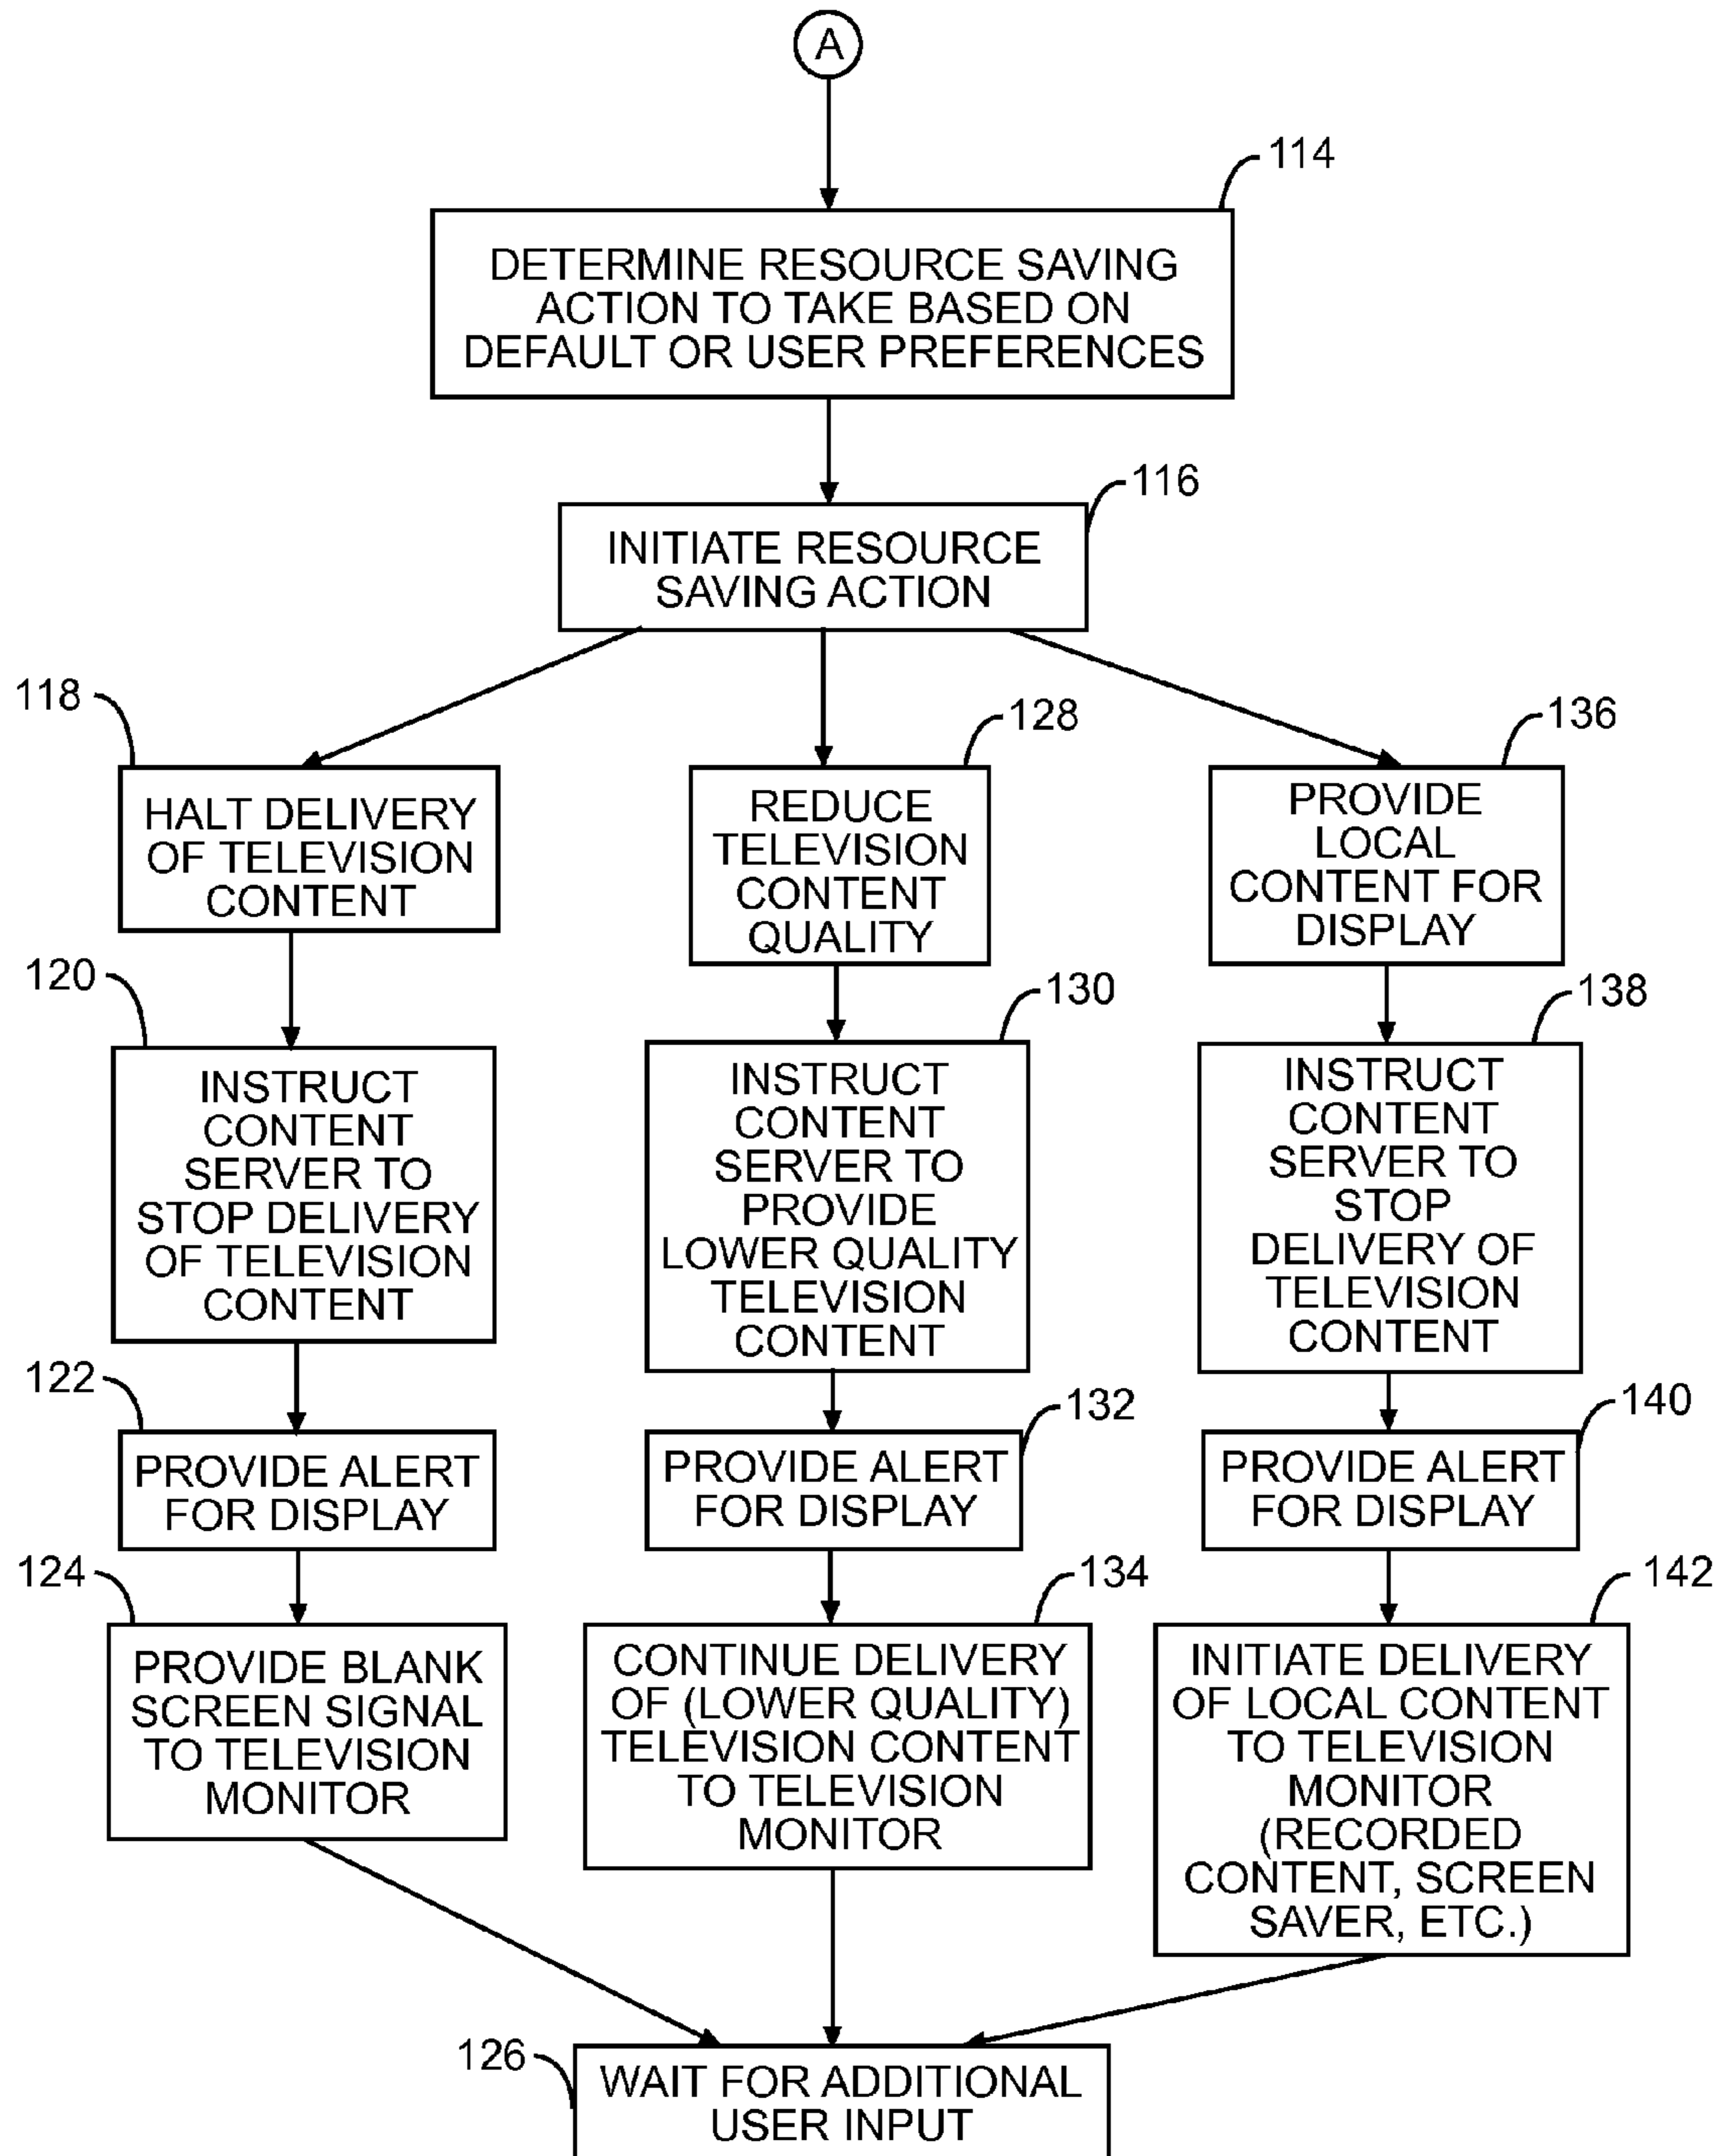 A
114
DETERMINE RESOURCE SAVING
ACTION TO TAKE BASED ON
DEFAULT OR USER PREFERENCES
116
INITIATE RESOURCE
SAVING ACTION
118
HALT DELIVERY
OF TELEVISION
CONTENT
128
REDUCE
TELEVISION
CONTENT
QUALITY
136
PROVIDE
LOCAL
CONTENT FOR
DISPLAY
120
INSTRUCT
CONTENT
SERVER TO
STOP DELIVERY
OF TELEVISION
CONTENT
130
INSTRUCT
CONTENT
SERVER TO
PROVIDE
LOWER QUALITY
TELEVISION
CONTENT
138
INSTRUCT
CONTENT
SERVER TO
STOP
DELIVERY OF
TELEVISION
CONTENT
122
PROVIDE ALERT
FOR DISPLAY
132
PROVIDE ALERT
FOR DISPLAY
140
PROVIDE ALERT
FOR DISPLAY
124
PROVIDE BLANK
SCREEN SIGNAL
TO TELEVISION
MONITOR
134
CONTINUE DELIVERY
OF (LOWER QUALITY)
TELEVISION CONTENT
TO TELEVISION
MONITOR
142
INITIATE DELIVERY
OF LOCAL CONTENT
TO TELEVISION
MONITOR
(RECORDED
CONTENT, SCREEN
SAVER, ETC.)
126
WAIT FOR ADDITIONAL
USER INPUT